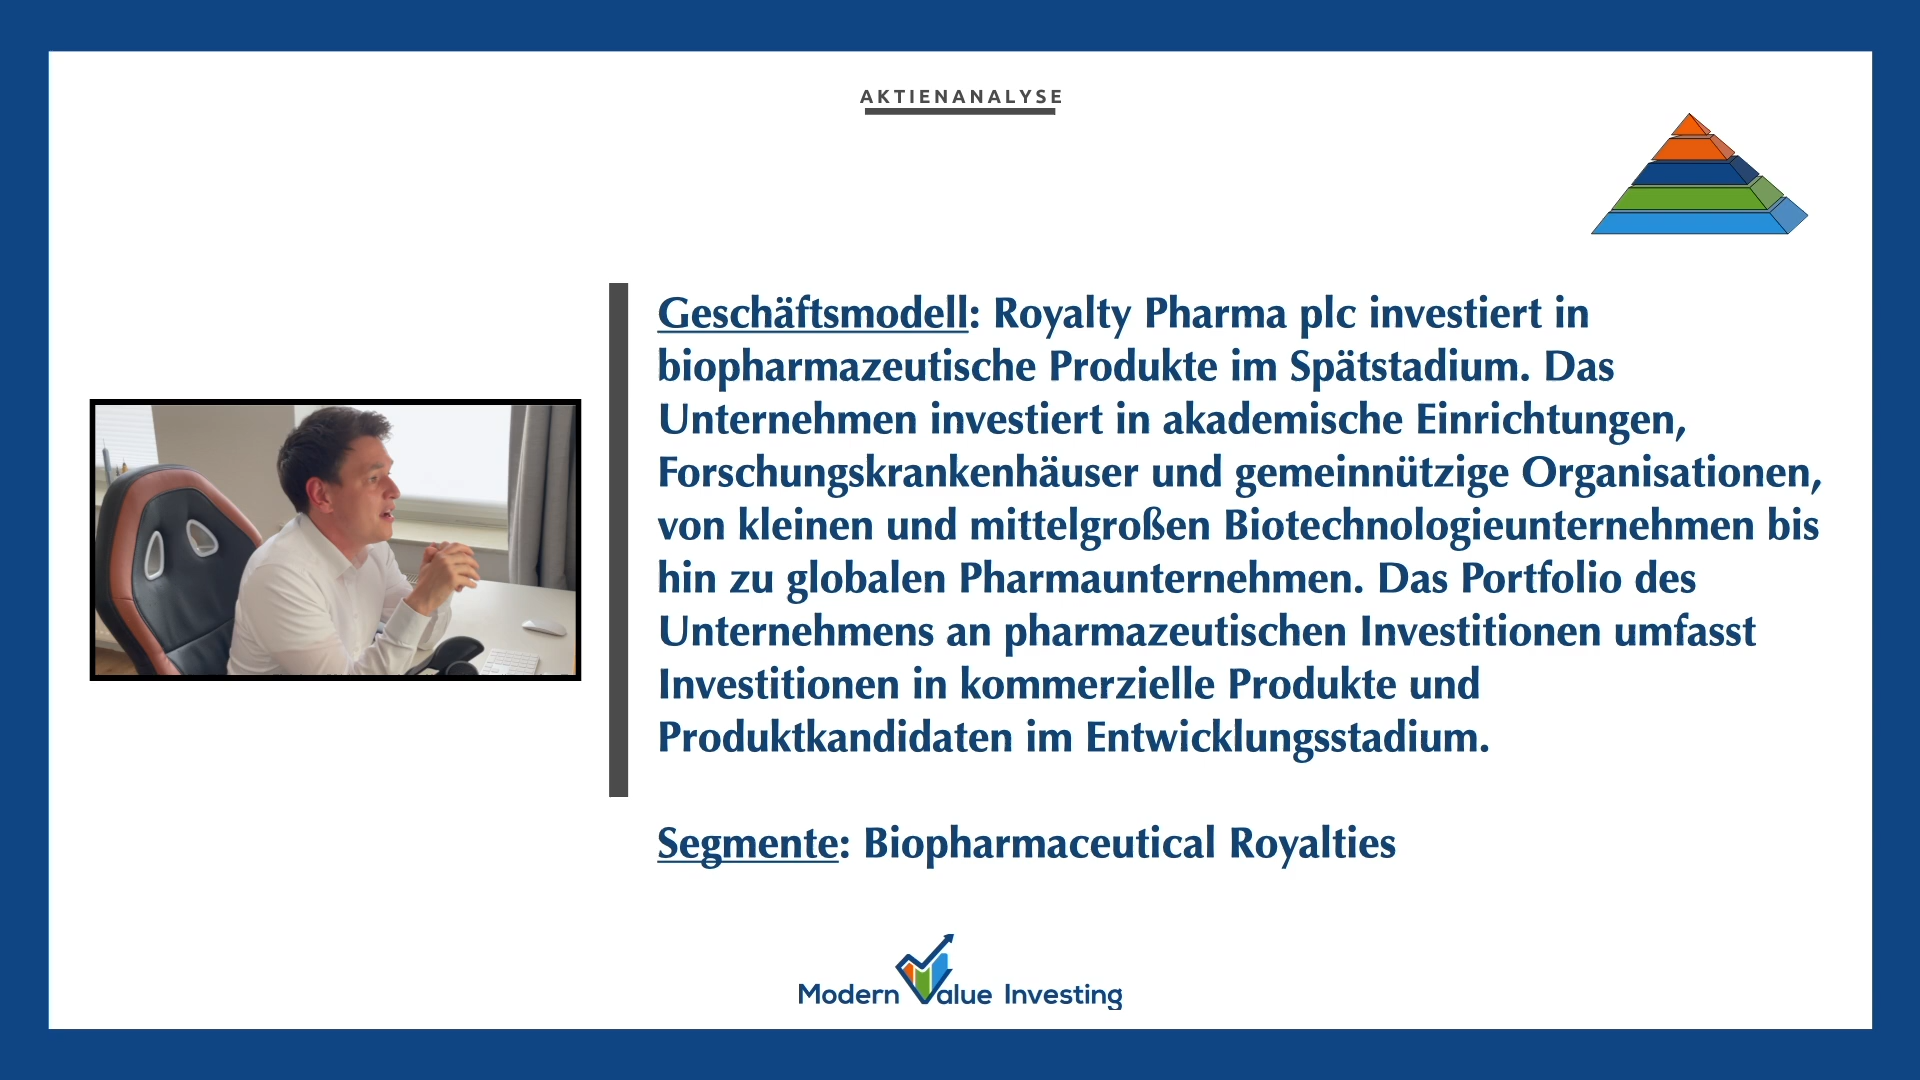 AKTIENANALYSE
Geschäftsmodell: Royalty Pharma plc investiert in
biopharmazeutische Produkte im Spätstadium. Das
Unternehmen investiert in akademische Einrichtungen,
Forschungskrankenhäuser und gemeinnützige Organisationen,
von kleinen und mittelgroßen Biotechnologieunternehmen bis
hin zu globalen Pharmaunternehmen. Das Portfolio des
Unternehmens an pharmazeutischen Investitionen umfasst
Investitionen in kommerzielle Produkte und
Produktkandidaten im Entwicklungsstadium.
Segmente: Biopharmaceutical Royalties
Modern Value Investing